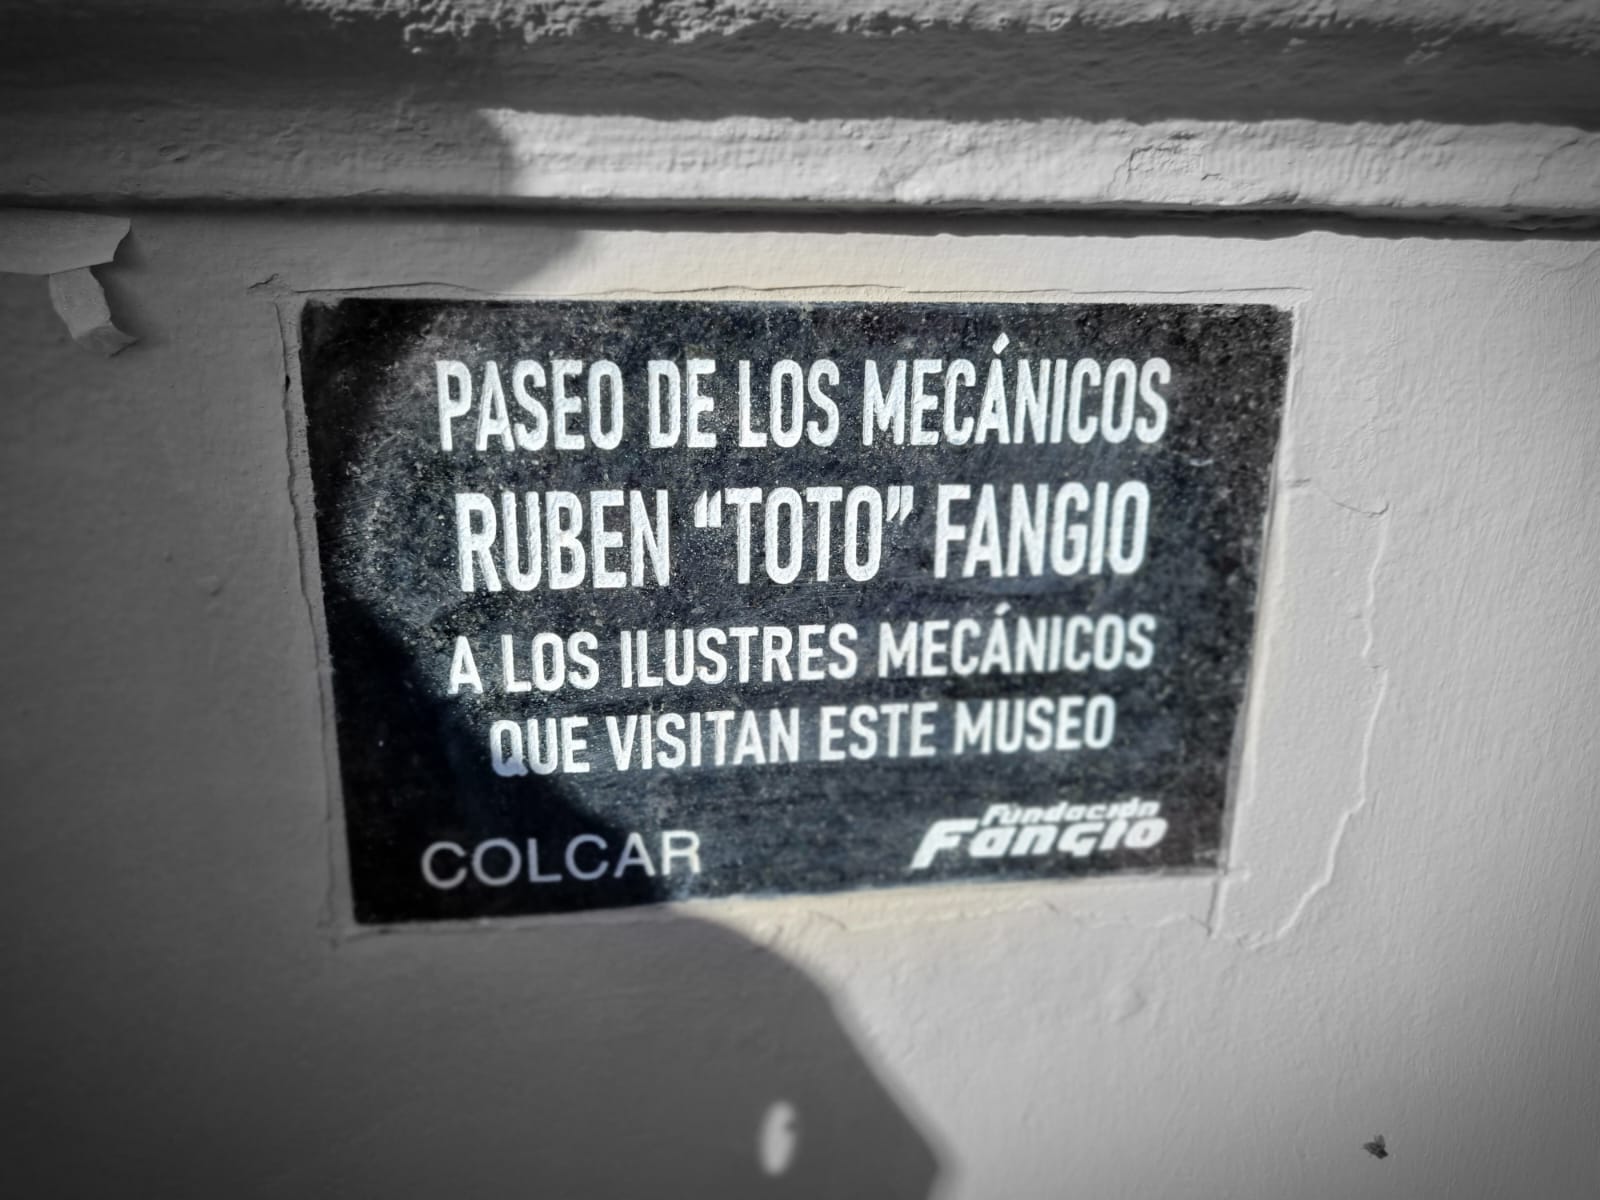 PASEO DE LOS MECÁNICOS
RUBEN “TOTO” FANGIO
A LOS ILUSTRES MECÁNICOS
QUE VISITAN ESTE MUSEO
COLCAR
Fundación
Fangio